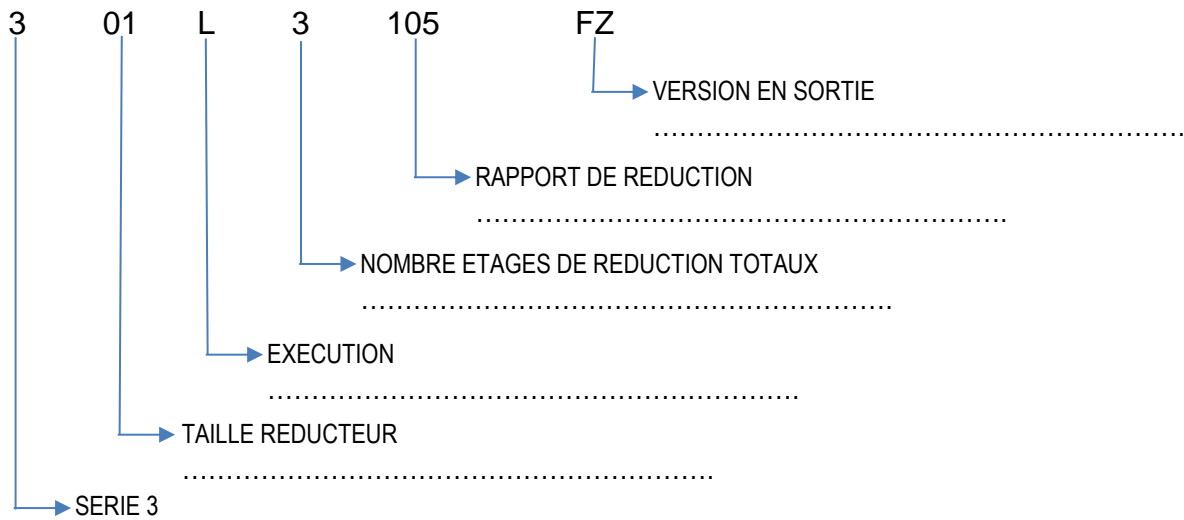 3 01 L 3 105 FZ
VERSION EN SORTIE
…………………………………………………….
RAPPORT DE REDUCTION
…………………………………………………….
NOMBRE ETAGES DE REDUCTION TOTAUX
…………………………………………………….
EXECUTION
…………………………………………………….
TAILLE REDUCTEUR
…………………………………………………….
SERIE 3